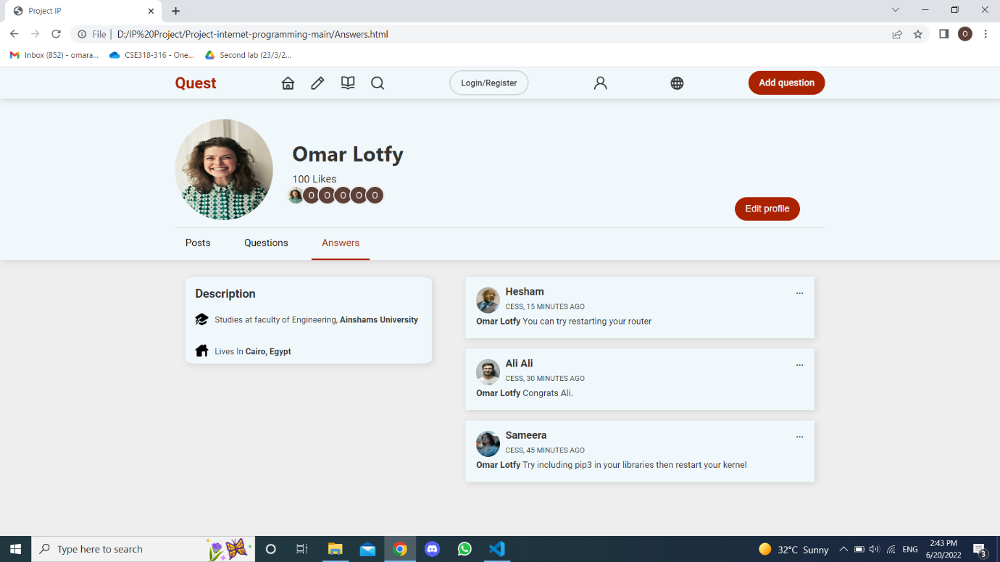 Project IP
File | D:/IP%20Project/Project-internet-programming-main/Answers.html
O
Inbox (852) - omara...
CSE318-316 - One...
Second lab (23/3/2...
Quest
Login/Register
Add question
Omar Lotfy
100 Likes
O O O O O
Edit profile
Posts
Questions
Answers
Description
Studies at faculty of Engineering, Ainshams University
Lives In Cairo, Egypt
Hesham
...
CESS, 15 MINUTES AGO
Omar Lotfy You can try restarting your router
Ali Ali
...
CESS, 30 MINUTES AGO
Omar Lotfy Congrats Ali.
Sameera
...
CESS, 45 MINUTES AGO
Omar Lotfy Try including pip3 in your libraries then restart your kernel
Type here to search
32°C Sunny
ENG
2:43 PM
6/20/2022
3